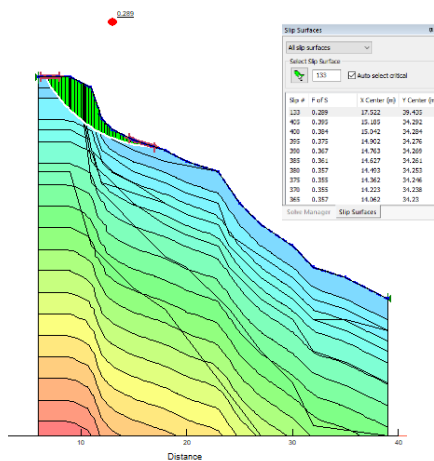 0.289
Slip Surfaces
All slip surfaces
Select Slip Surface
133 Auto select critical
Slip # F of S X Center (m) Y Center (m
133 0.289 17.522 39.435
405 0.395 15.185 34.292
400 0.384 15.042 34.284
395 0.375 14.902 34.276
390 0.367 14.763 34.269
385 0.361 14.627 34.261
380 0.357 14.493 34.253
375 0.355 14.362 34.246
370 0.355 14.223 34.238
365 0.357 14.062 34.23
Solve Manager Slip Surfaces
10 20 30 40
Distance